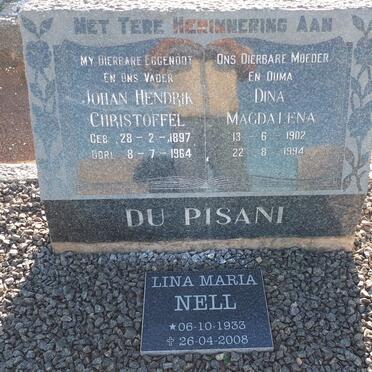 MET TERE HERINNERING AAN
MY DIERBARE EGGENOOT
EN ONS VADER
JOHAN HENDRIK
CHRISTOFFEL
GEB. 28 - 2 - 1897
OORL. 8 - 7 - 1964
ONS DIERBARE MOEDER
EN OUMA
DINA
MAGDALENA
13 - 6 - 1902
22 - 8 - 1994
DU PISANI
LINA MARIA
NELL
★06-10-1933
✝26-04-2008